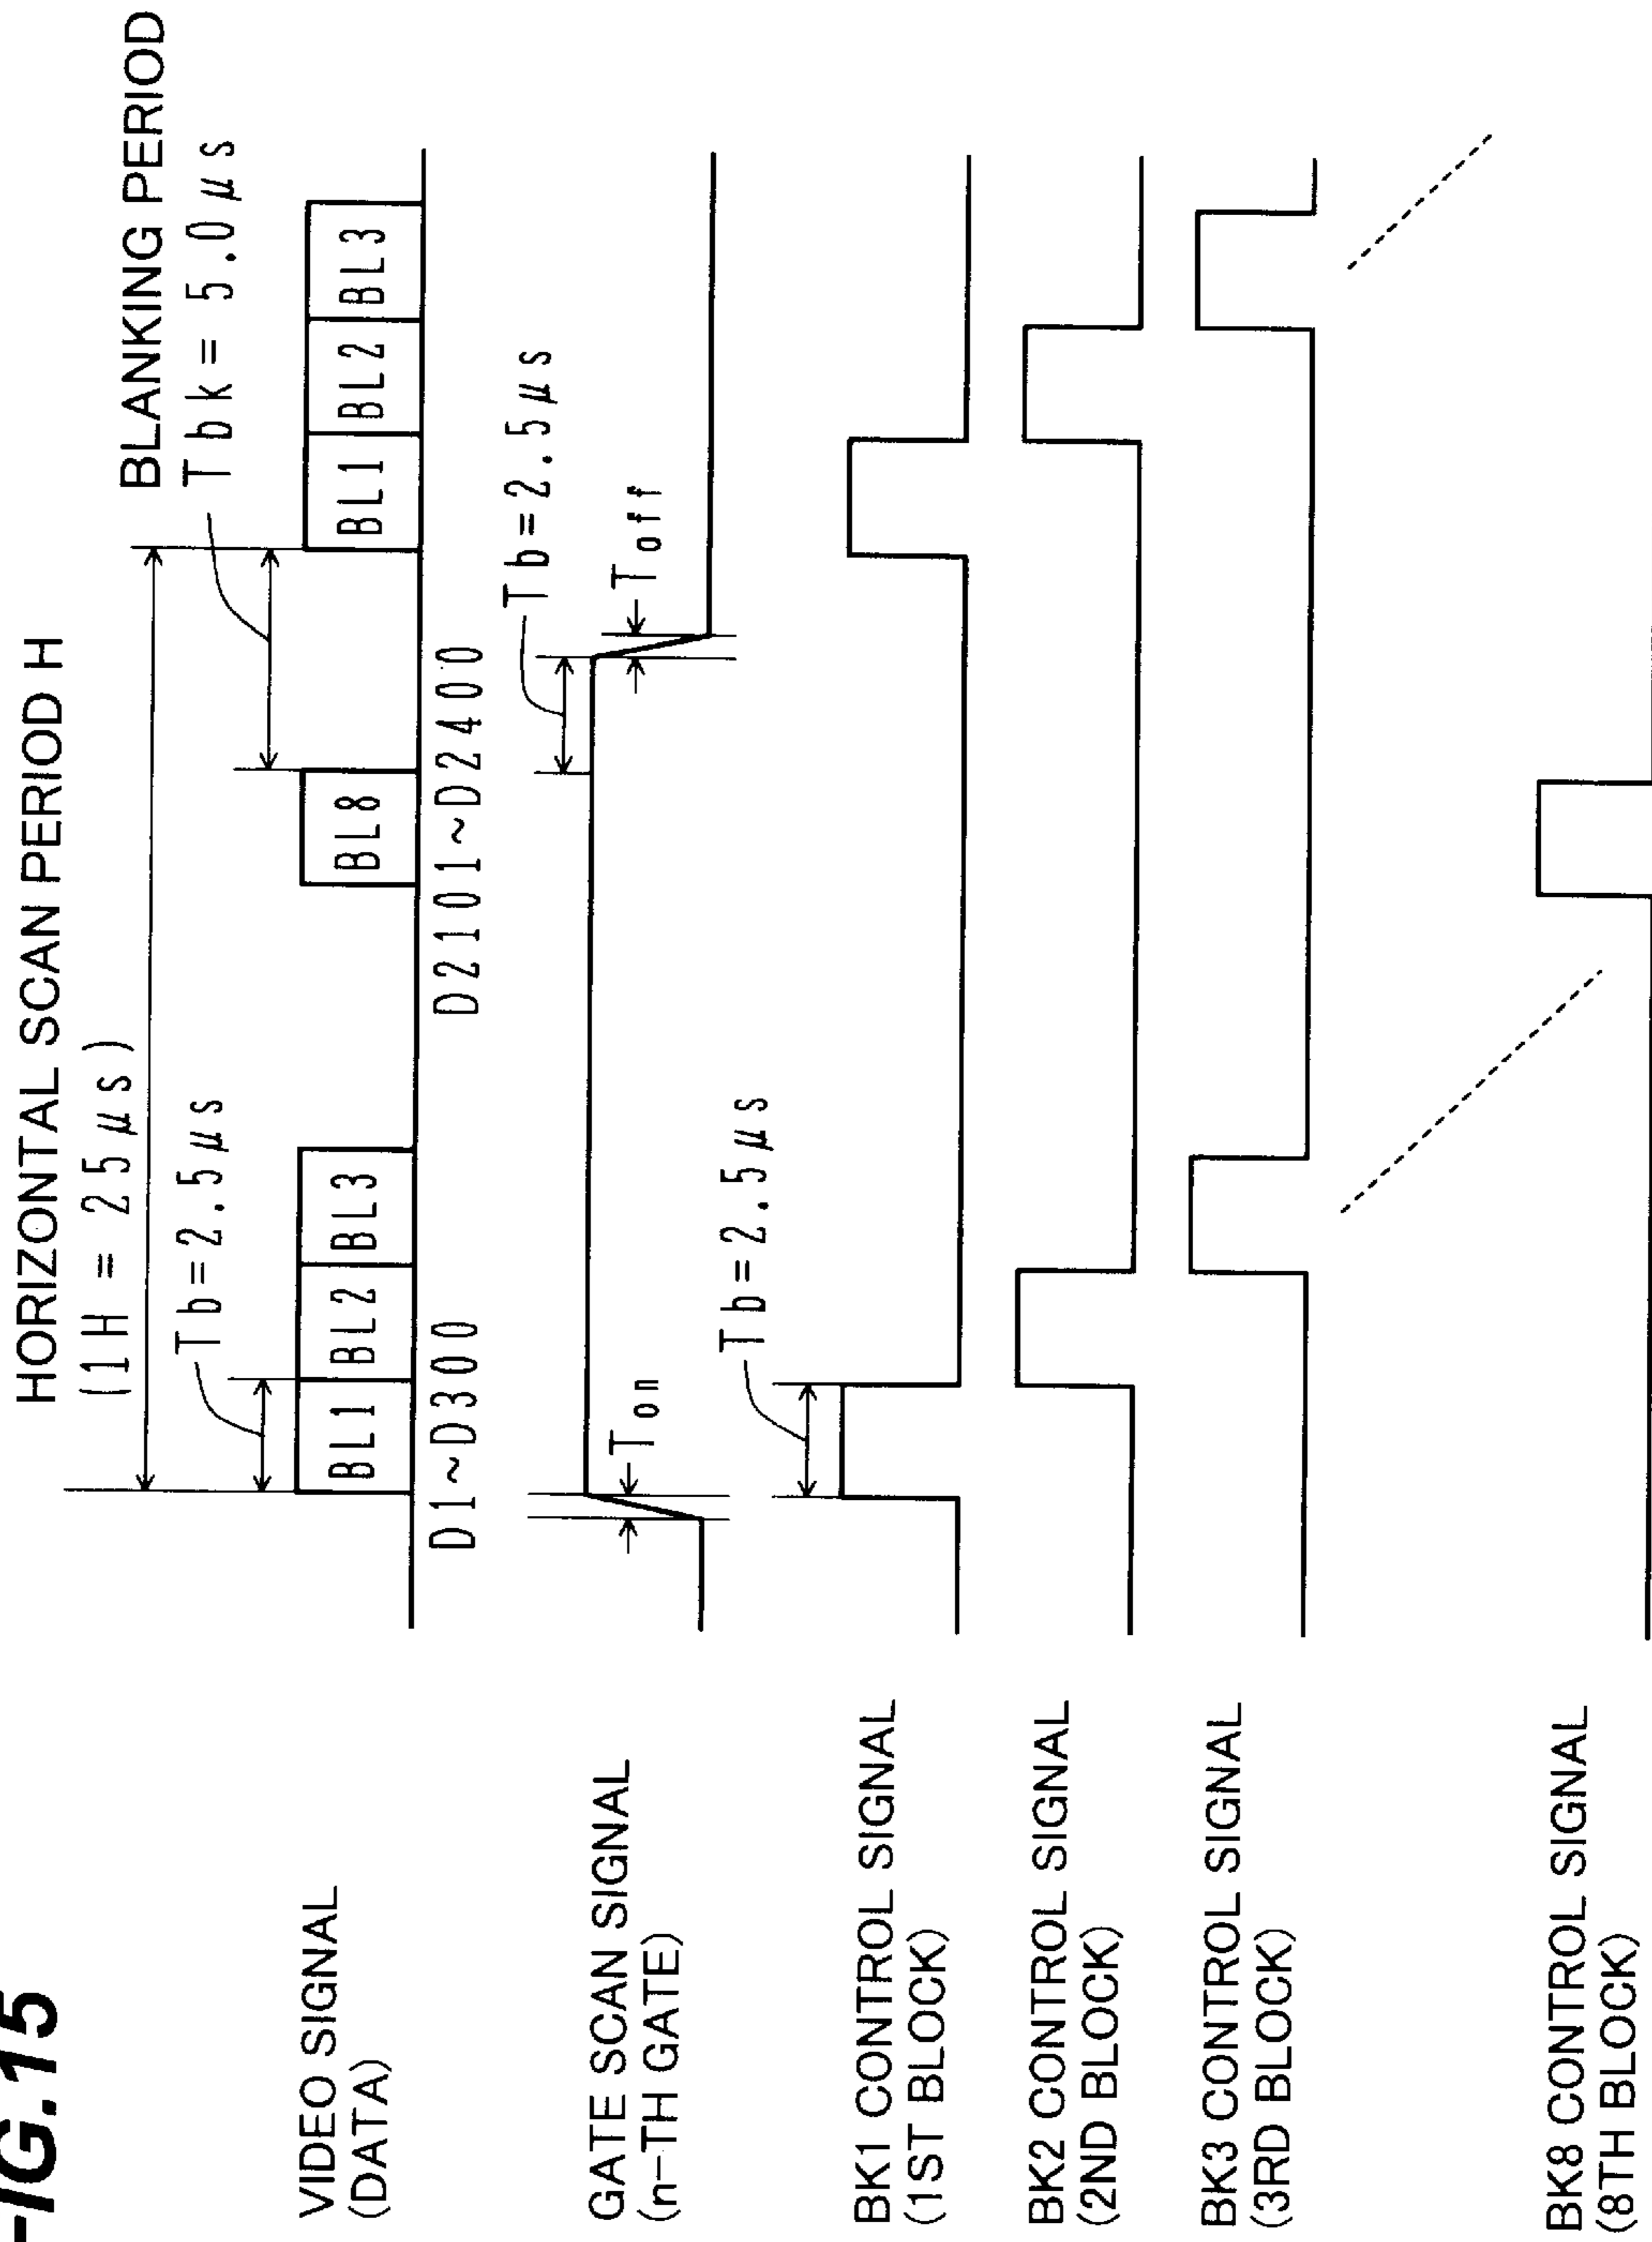 FIG.15
HORIZONTAL SCAN PERIOD H
(1H = 25μs)
BLANKING PERIOD
Tbk = 5.0μs
Tb=2.5μs
VIDEO SIGNAL
(DATA)
BL1 BL2 BL3 BL8 BL1 BL2 BL3
D1~D300 D2101~D2400
Tb=2.5μs
GATE SCAN SIGNAL
(n-TH GATE)
Ton
Toff
Tb=2.5μs
BK1 CONTROL SIGNAL
(1ST BLOCK)
BK2 CONTROL SIGNAL
(2ND BLOCK)
BK3 CONTROL SIGNAL
(3RD BLOCK)
BK8 CONTROL SIGNAL
(8TH BLOCK)